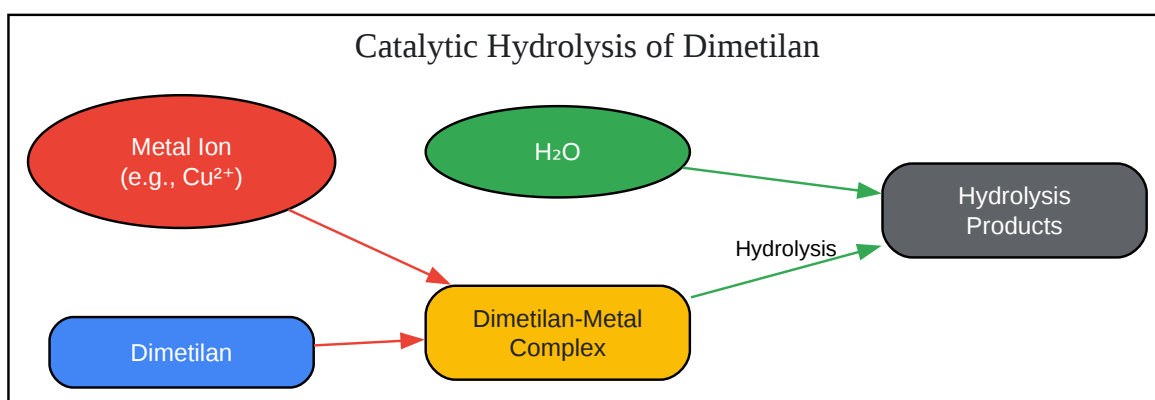 Catalytic Hydrolysis of Dimetilan
Metal Ion
(e.g., Cu²⁺)
H₂O
Hydrolysis
Products
Hydrolysis
Dimetilan-Metal
Complex
Dimetilan